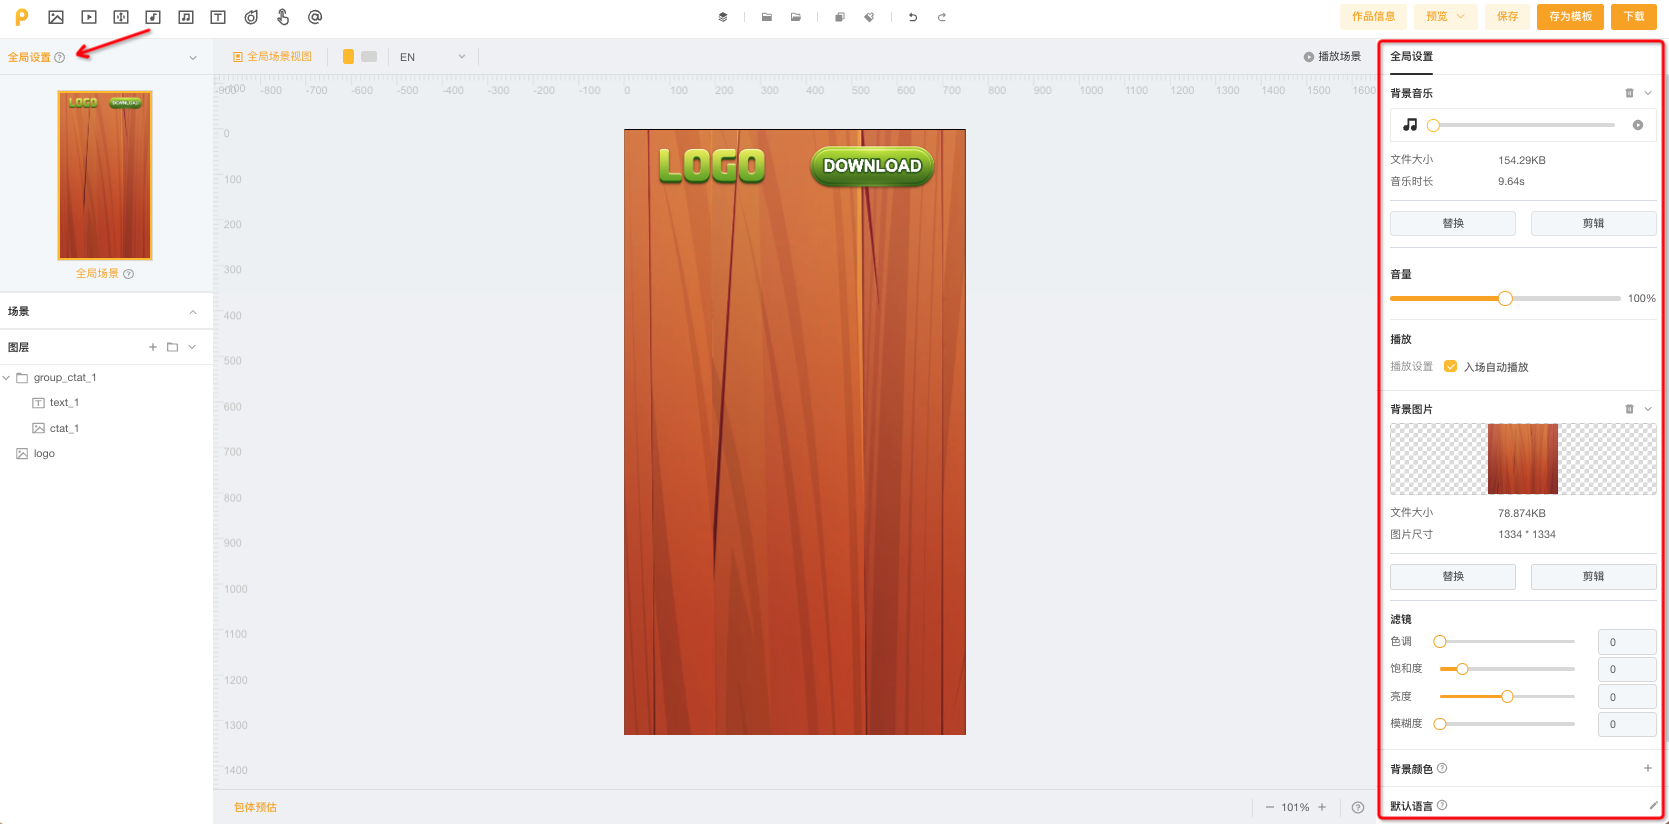 作品信息
预览
保存
存为模板
下载
全局设置
LOGO DOWNLOAD
全局场景
场景
图层
group_ctat_1
text_1
ctat_1
logo
全局场景视图
EN
播放场景
-900 -800 -700 -600 -500 -400 -300 -200 -100 0 100 200 300 400 500 600 700 800 900 1000 1100 1200 1300 1400 1500 1600
-100
0
100
200
300
400
500
600
700
800
900
1000
1100
1200
1300
1400
LOGO DOWNLOAD
包体预估
101%
全局设置
背景音乐
文件大小 154.29KB
音乐时长 9.64s
替换 剪辑
音量
100%
播放
播放设置 入场自动播放
背景图片
文件大小 78.874KB
图片尺寸 1334 * 1334
替换 剪辑
滤镜
色调 0
饱和度 0
亮度 0
模糊度 0
背景颜色
默认语言